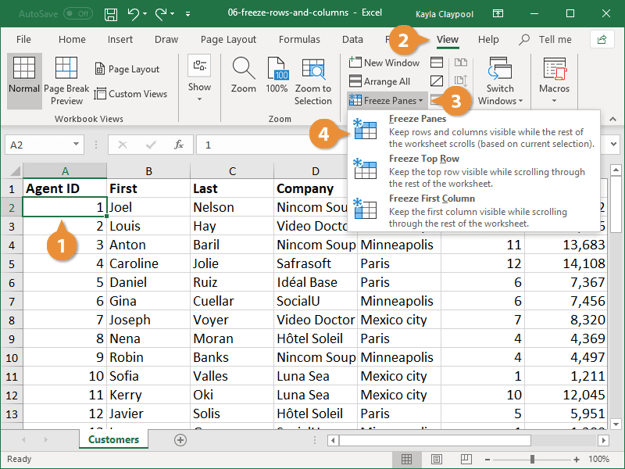 AutoSave Off 06-freeze-rows-and-columns - Excel Kayla Claypool
File Home Insert Draw Page Layout Formulas Data R 2 View Help Tell me
Normal
Page Break
Preview
Page Layout
Custom Views
Workbook Views
Show
Zoom
100
100%
Zoom to
Selection
Zoom
New Window
Arrange All
Freeze Panes
3
Switch
Windows
Macros
4
Freeze Panes
Keep rows and columns visible while the rest of
the worksheet scrolls (based on current selection).
Freeze Top Row
Keep the top row visible while scrolling through
the rest of the worksheet.
Freeze First Column
Keep the first column visible while scrolling
through the rest of the worksheet.
A2 fx 1
A B C D
1 Agent ID First Last Company
2 1 Joel Nelson Nincom Sou 2
3 2 Louis Hay Video Docto
4 3 Anton Baril Nincom Soup Minneapolis 11 13,683
5 4 Caroline Jolie Safrasoft Paris 12 14,108
6 5 Daniel Ruiz Idéal Base Paris 6 7,367
7 6 Gina Cuellar SocialU Minneapolis 6 7,456
8 7 Joseph Voyer Video Doctor Mexico city 7 8,320
9 8 Nena Moran Hôtel Soleil Paris 4 4,369
10 9 Robin Banks Nincom Soup Minneapolis 4 4,497
11 10 Sofia Valles Luna Sea Mexico city 1 1,211
12 11 Kerry Oki Luna Sea Mexico city 10 12,045
13 12 Javier Solis Hôtel Soleil Paris 5 5,951
1
Customers
Ready 100%